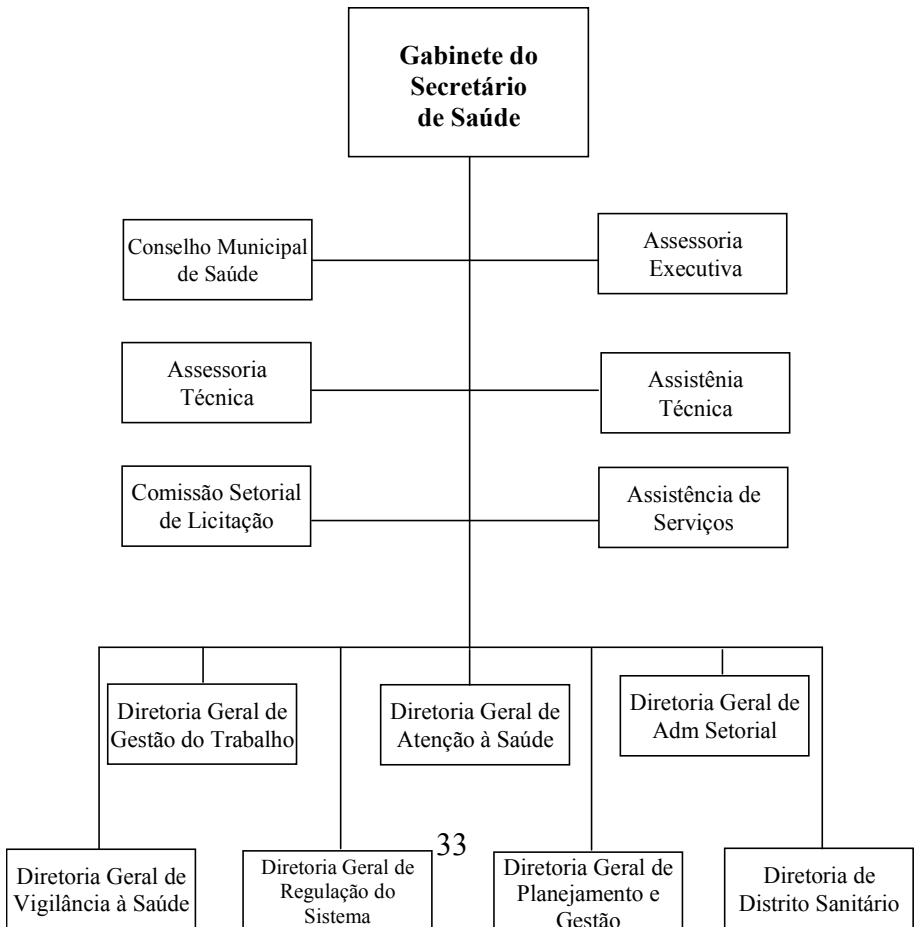 Gabinete do
Secretário
de Saúde
Conselho Municipal
de Saúde
Assessoria
Executiva
Assessoria
Técnica
Assistênia
Técnica
Comissão Setorial
de Licitação
Assistência de
Serviços
Diretoria Geral de
Gestão do Trabalho
Diretoria Geral de
Atenção à Saúde
Diretoria Geral de
Adm Setorial
33
Diretoria Geral de
Vigilância à Saúde
Diretoria Geral de
Regulação do
Sistema
Diretoria Geral de
Planejamento e
Gestão
Diretoria de
Distrito Sanitário